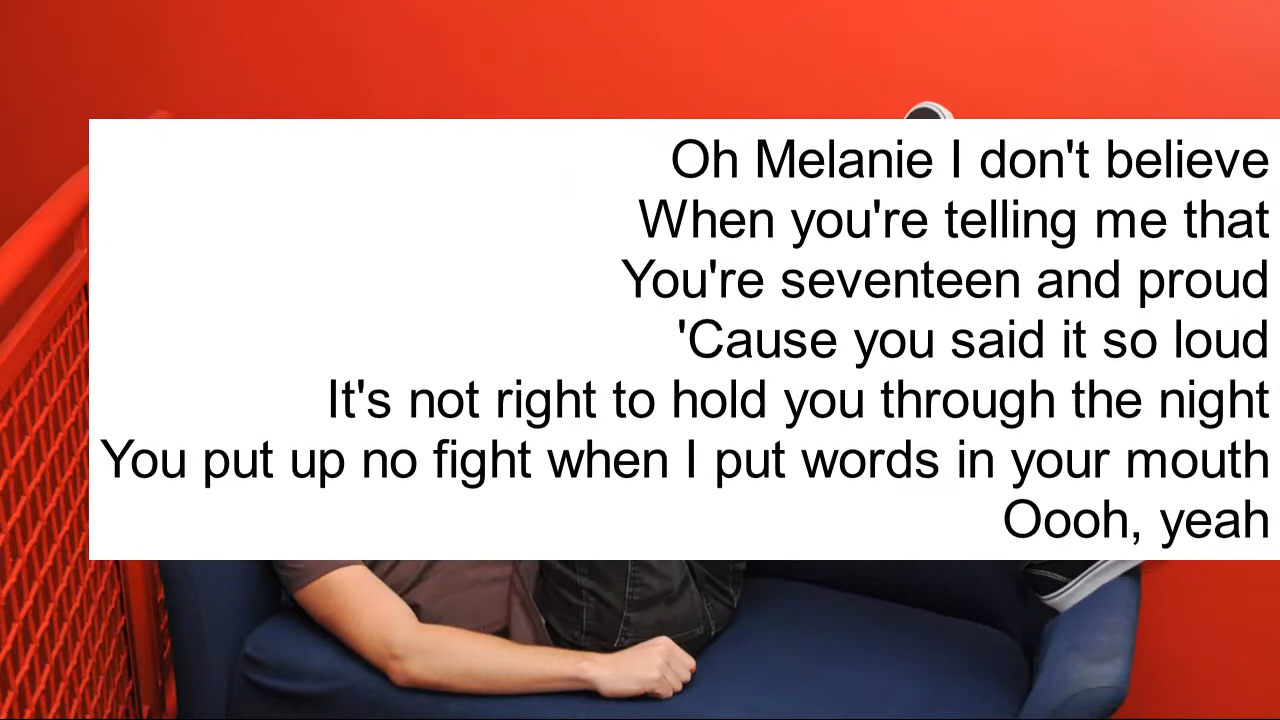 Oh Melanie I don't believe
When you're telling me that
You're seventeen and proud
'Cause you said it so loud
It's not right to hold you through the night
You put up no fight when I put words in your mouth
Oooh, yeah